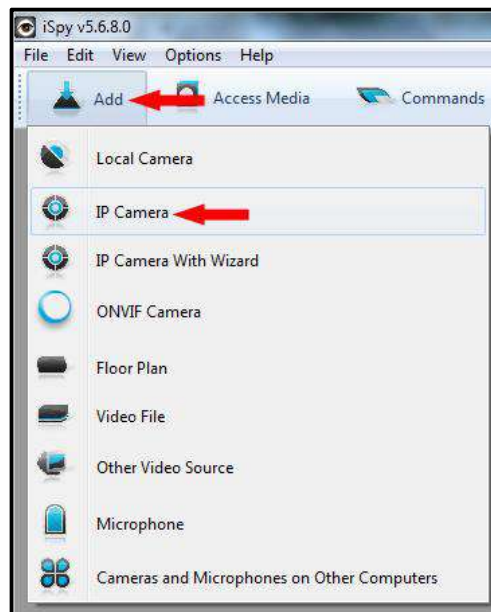 iSpy v5.6.8.0
File Edit View Options Help
Add Access Media Commands
Local Camera
IP Camera
IP Camera With Wizard
ONVIF Camera
Floor Plan
Video File
Other Video Source
Microphone
Cameras and Microphones on Other Computers